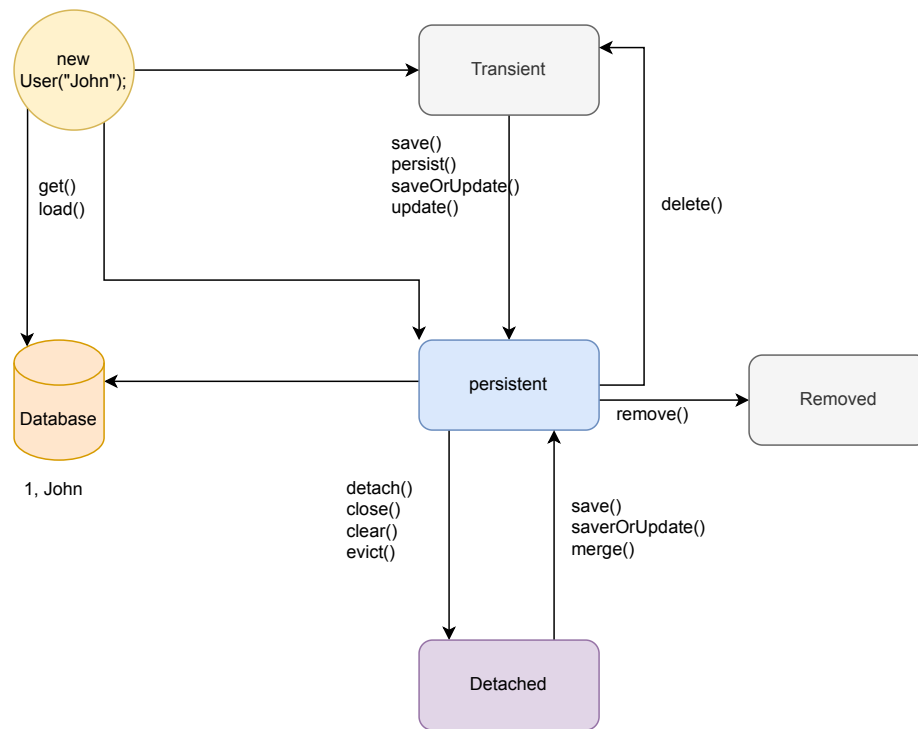 new
User("John");
Transient
save()
persist()
saveOrUpdate()
update()
delete()
get()
load()
persistent
Database
Removed
remove()
1, John
detach()
close()
clear()
evict()
save()
saverOrUpdate()
merge()
Detached